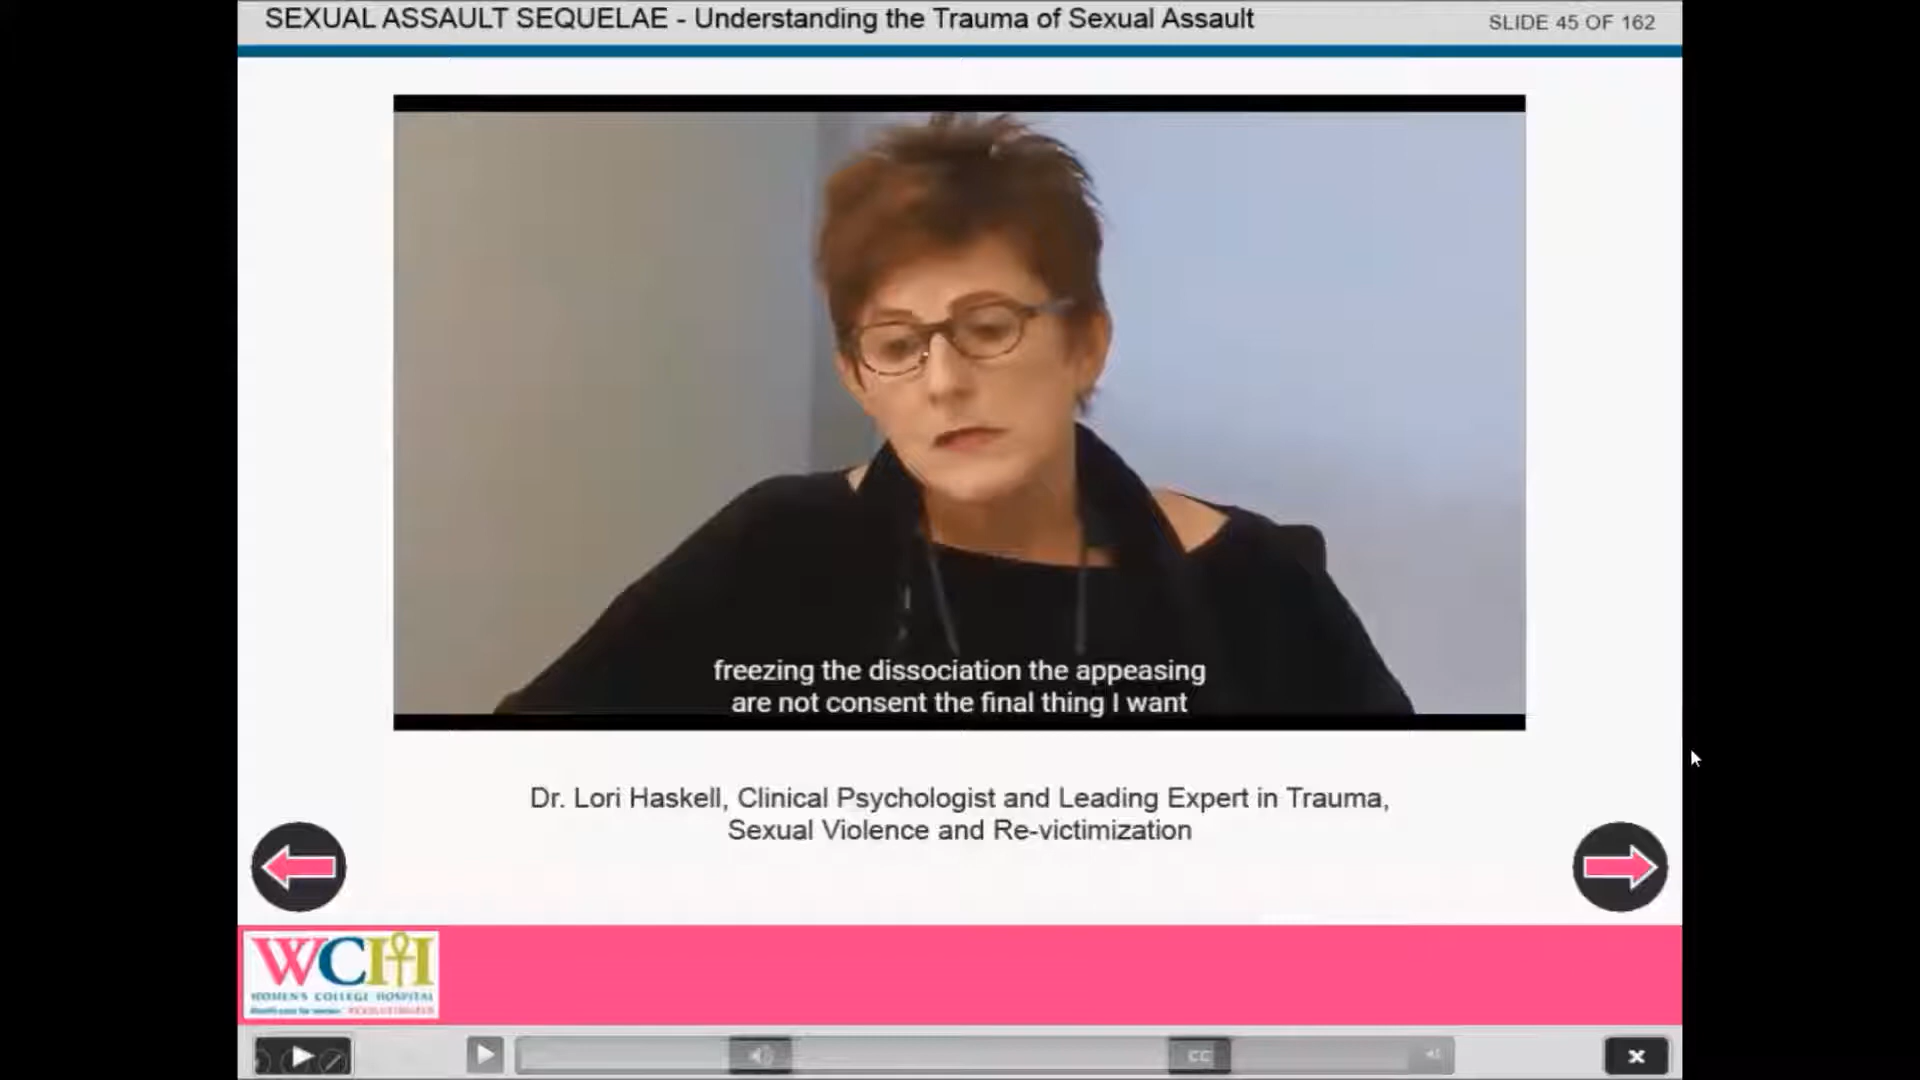 SEXUAL ASSAULT SEQUELAE - Understanding the Trauma of Sexual Assault
SLIDE 45 OF 162
freezing the dissociation the appeasing
are not consent the final thing I want
Dr. Lori Haskell, Clinical Psychologist and Leading Expert in Trauma,
Sexual Violence and Re-victimization
WCH
WOMEN'S COLLEGE HOSPITAL
CC